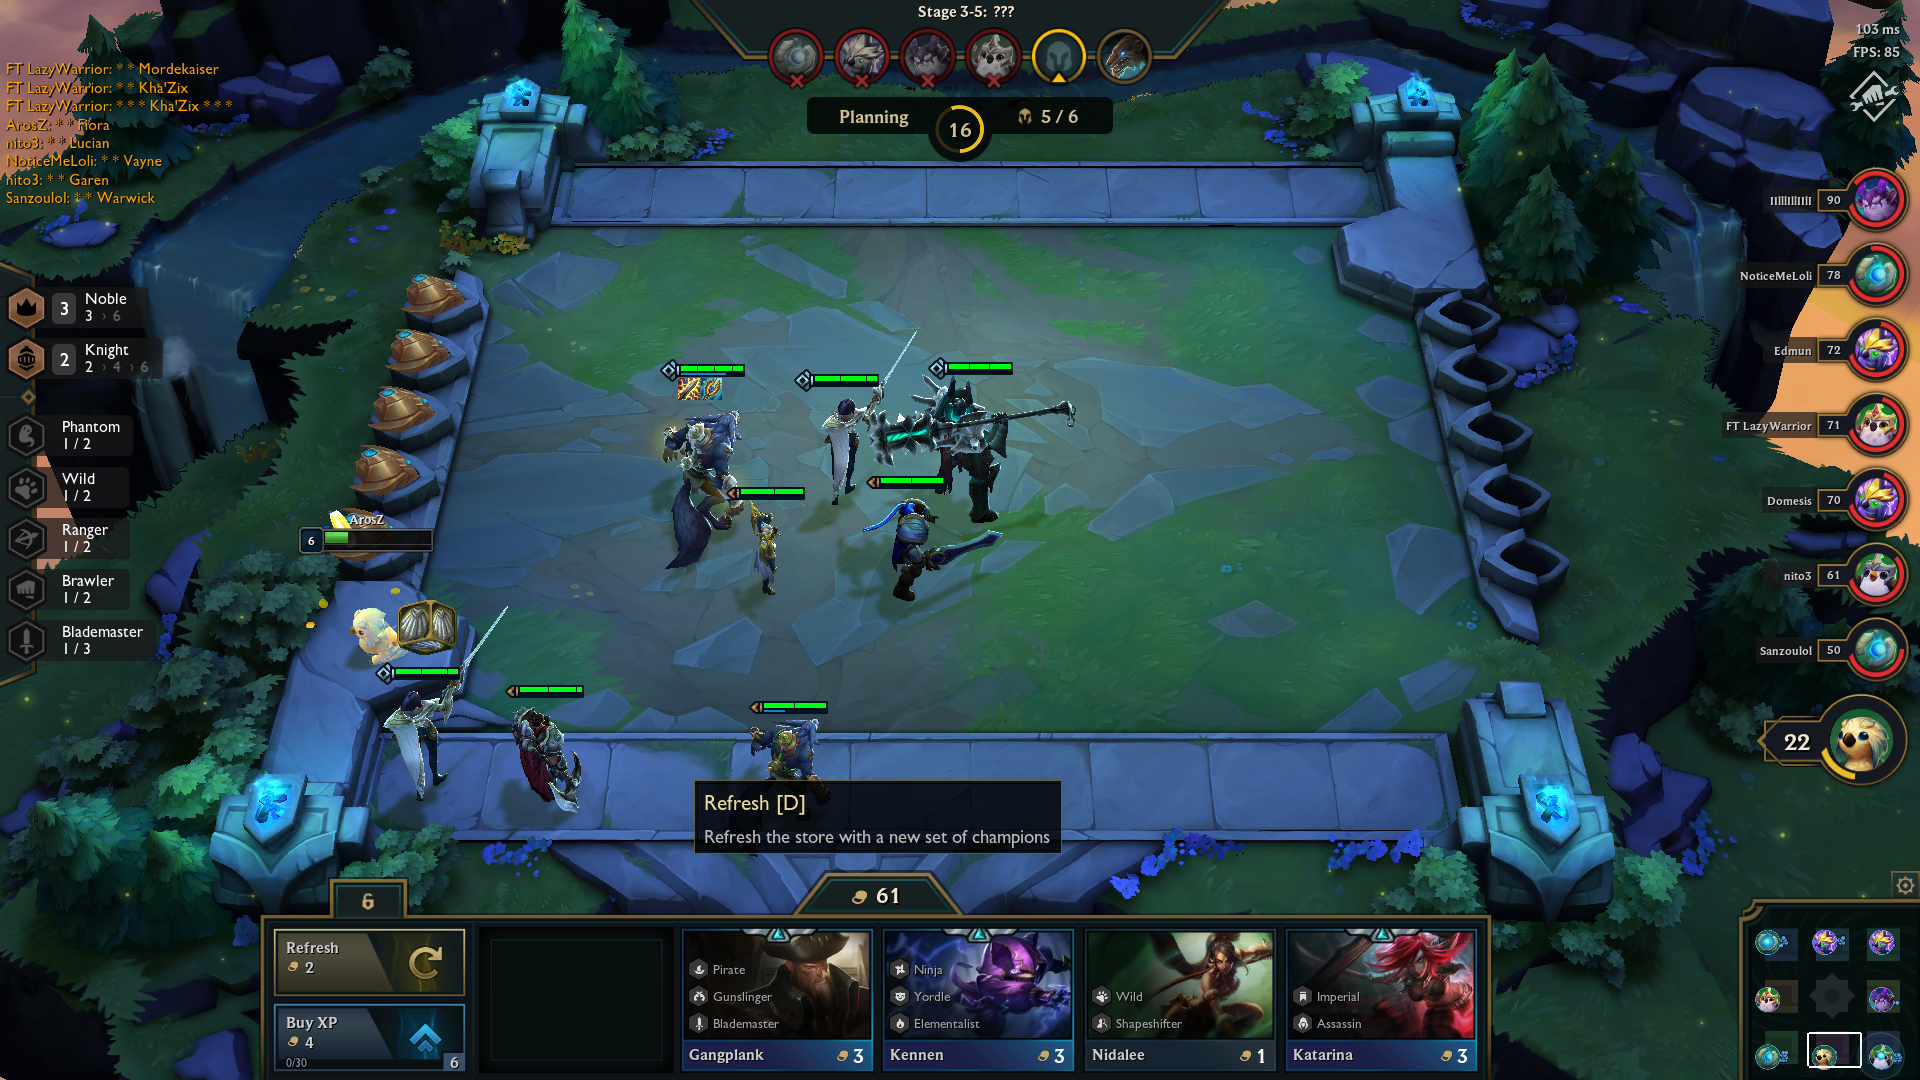 Stage 3-5: ???
103 ms
FPS: 85
Planning
16
5 / 6
FT LazyWarrior: * * Mordekaiser
FT LazyWarrior: * * Kha'Zix
FT LazyWarrior: * * * Kha'Zix * * *
ArosZ: * * Fiora
nito3: * * Lucian
NoticeMeLoli: * * Vayne
nito3: * * Garen
Sanzoulol: * * Warwick
3
Noble
3 › 6
2
Knight
2 › 4 › 6
Phantom
1 / 2
Wild
1 / 2
Ranger
1 / 2
Brawler
1 / 2
Blademaster
1 / 3
ArosZ
6
90
NoticeMeLoli 78
Edmun 72
FT LazyWarrior 71
Domesis 70
nito3 61
Sanzoulol 50
22
Refresh [D]
Refresh the store with a new set of champions
6
61
Refresh
2
Buy XP
4
0/30
6
Pirate
Gunslinger
Blademaster
Gangplank 3
Ninja
Yordle
Elementalist
Kennen 3
Wild
Shapeshifter
Nidalee 1
Imperial
Assassin
Katarina 3